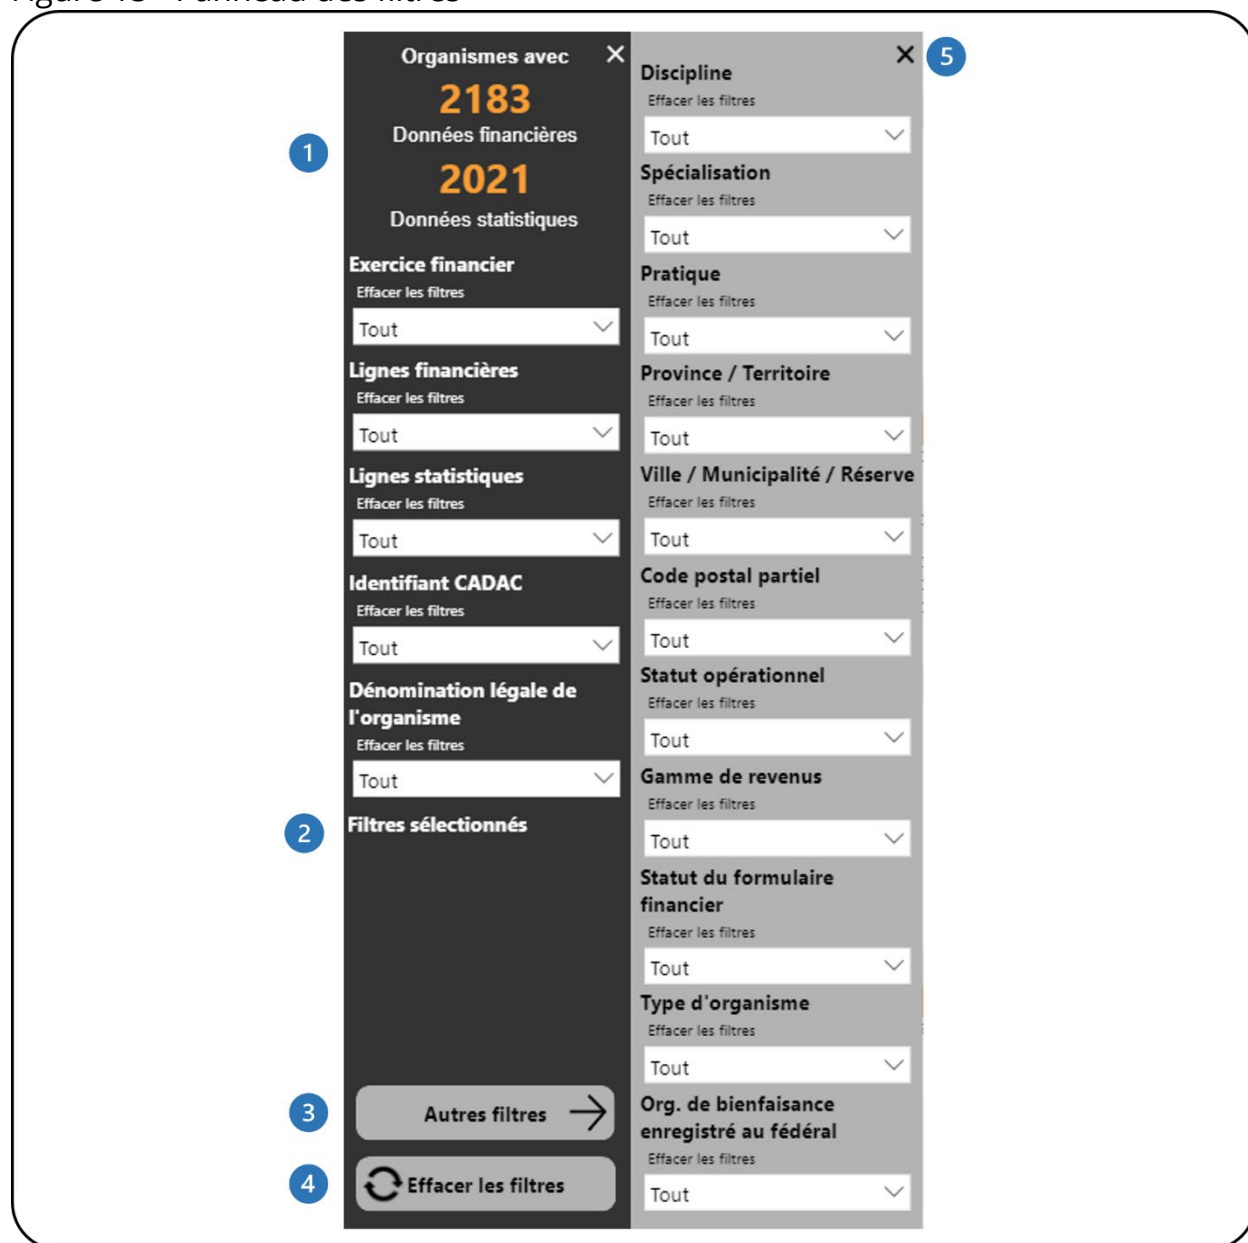 Organismes avec
2183
Données financières
1
2021
Données statistiques
Exercice financier
Effacer les filtres
Tout
Lignes financières
Effacer les filtres
Tout
Lignes statistiques
Effacer les filtres
Tout
Identifiant CADAC
Effacer les filtres
Tout
Dénomination légale de
l'organisme
Effacer les filtres
Tout
2
Filtres sélectionnés
3
Autres filtres
4
Effacer les filtres
5
Discipline
Effacer les filtres
Tout
Spécialisation
Effacer les filtres
Tout
Pratique
Effacer les filtres
Tout
Province / Territoire
Effacer les filtres
Tout
Ville / Municipalité / Réserve
Effacer les filtres
Tout
Code postal partiel
Effacer les filtres
Tout
Statut opérationnel
Effacer les filtres
Tout
Gamme de revenus
Effacer les filtres
Tout
Statut du formulaire
financier
Effacer les filtres
Tout
Type d'organisme
Effacer les filtres
Tout
Org. de bienfaisance
enregistré au fédéral
Effacer les filtres
Tout